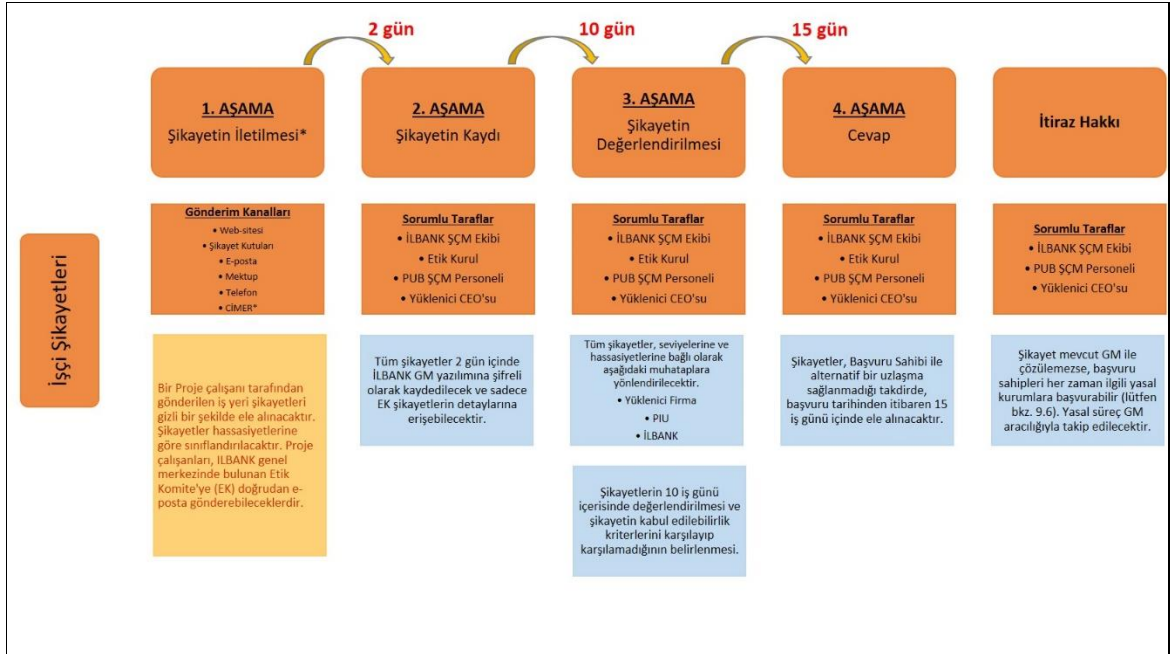 2 gün
10 gün
15 gün
1. AŞAMA
Şikayetin İletilmesi*
2. AŞAMA
Şikayetin Kaydı
3. AŞAMA
Şikayetin
Değerlendirilmesi
4. AŞAMA
Cevap
İtiraz Hakkı
İşçi Şikayetleri
Gönderim Kanalları
• Web-sitesi
• Şikayet Kutuları
• E-posta
• Mektup
• Telefon
• CİMER*
Sorumlu Taraflar
• İLBANK ŞÇM Ekibi
• Etik Kurul
• PUB ŞÇM Personeli
• Yüklenici CEO'su
Sorumlu Taraflar
• İLBANK ŞÇM Ekibi
• Etik Kurul
• PUB ŞÇM Personeli
• Yüklenici CEO'su
Sorumlu Taraflar
• İLBANK ŞÇM Ekibi
• Etik Kurul
• PUB ŞÇM Personeli
• Yüklenici CEO'su
Sorumlu Taraflar
• İLBANK ŞÇM Ekibi
• PUB ŞÇM Personeli
• Yüklenici CEO'su
Bir Proje çalışanı tarafından
gönderilen iş yeri şikayetleri
gizli bir şekilde ele alınacaktır.
Şikayetler hassasiyetlerine
göre sınıflandırılacaktır. Proje
çalışanları, ILBANK genel
merkezinde bulunan Etik
Komite'ye (EK) doğrudan e-
posta gönderebileceklerdir.
Tüm şikayetler 2 gün içinde
İLBANK GM yazılımına şifreli
olarak kaydedilecek ve sadece
EK şikayetlerin detaylarına
erişebilecektir.
Tüm şikayetler, seviyelerine ve
hassasiyetlerine bağlı olarak
aşağıdaki muhataplara
yönlendirilecektir.
• Yüklenici Firma
• PIU
• İLBANK
Şikayetlerin 10 iş günü
içerisinde değerlendirilmesi ve
şikayetin kabul edilebilirlik
kriterlerini karşılayıp
karşılamadığının belirlenmesi.
Şikayetler, Başvuru Sahibi ile
alternatif bir uzlaşma
sağlanmadığı takdirde,
başvuru tarihinden itibaren 15
iş günü içinde ele alınacaktır.
Şikayet mevcut GM ile
çözülemezse, başvuru
sahipleri her zaman ilgili yasal
kurumlara başvurabilir (lütfen
bkz. 9.6). Yasal süreç GM
aracılığıyla takip edilecektir.